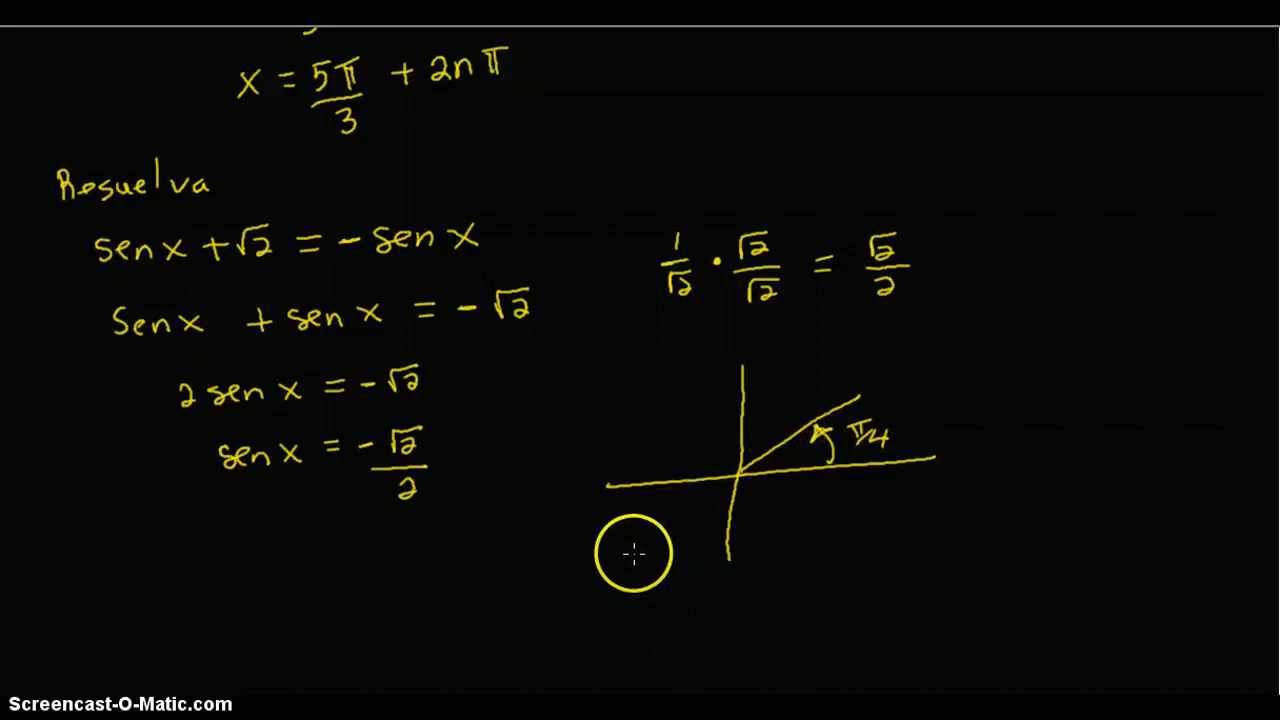 x = 5π/3 + 2nπ
Resuelva
sen x + √2 = - sen x
sen x + sen x = - √2
2 sen x = - √2
sen x = - √2/2
1/√2 · √2/√2 = √2/2
π/4
Screencast-O-Matic.com